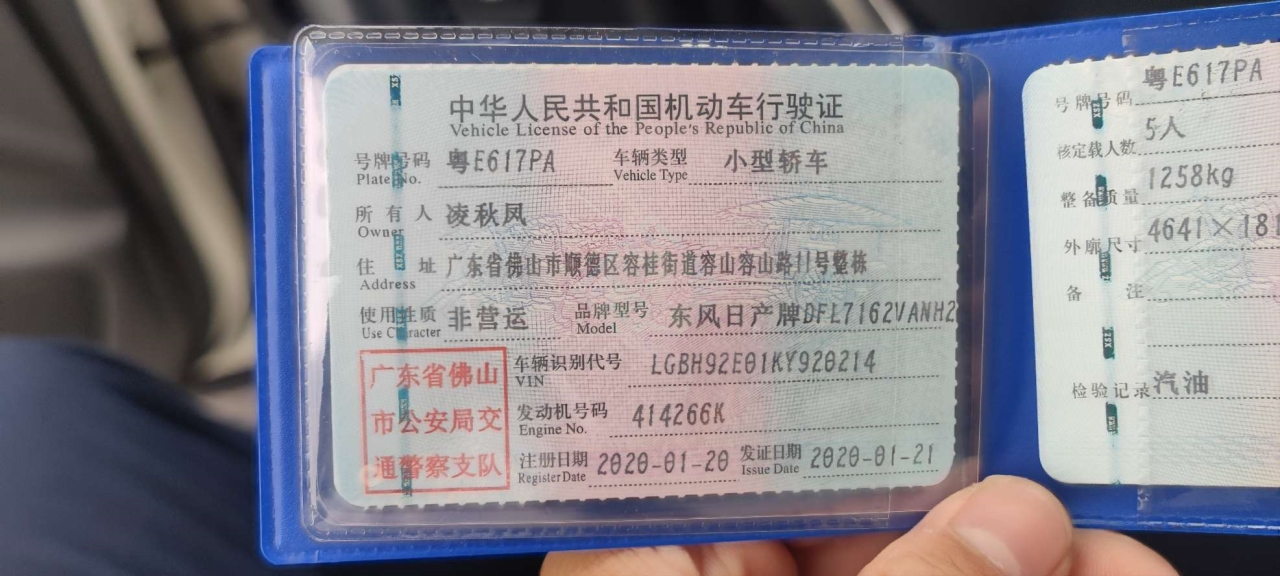 中华人民共和国机动车行驶证
Vehicle License of the People's Republic of China
号牌号码 粤E617PA 车辆类型 小型轿车
Plate No. Vehicle Type
所有人 凌秋凤
Owner
住址 广东省佛山市顺德区容桂街道容山容山路11号整栋
Address
使用性质 非营运 品牌型号 东风日产牌DFL7162VANH2
Use Character Model
车辆识别代号 LGBH92E01KY920214
VIN
发动机号码 414266K
Engine No.
注册日期 2020-01-20 发证日期 2020-01-21
Register Date Issue Date
广东省佛山
市公安局交
通警察支队
号牌号码 粤E617PA
核定载人数 5人
整备质量 1258kg
外廓尺寸 4641×181
备注
检验记录 汽油